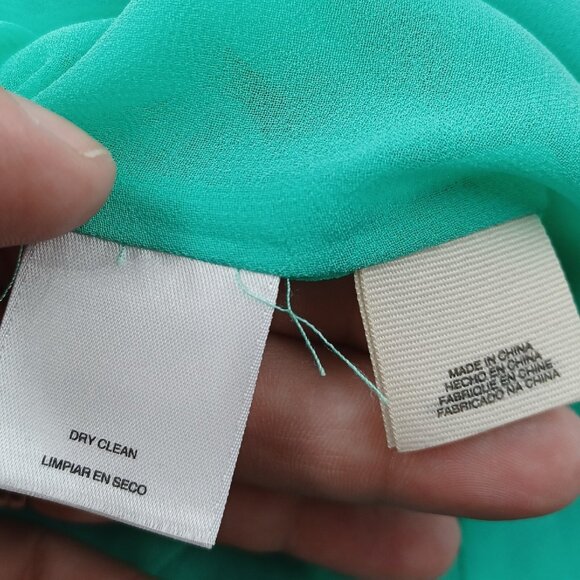 DRY CLEAN
LIMPIAR EN SECO
MADE IN CHINA
HECHO EN CHINA
FABRIQUE EN CHINE
FABRICADO NA CHINA